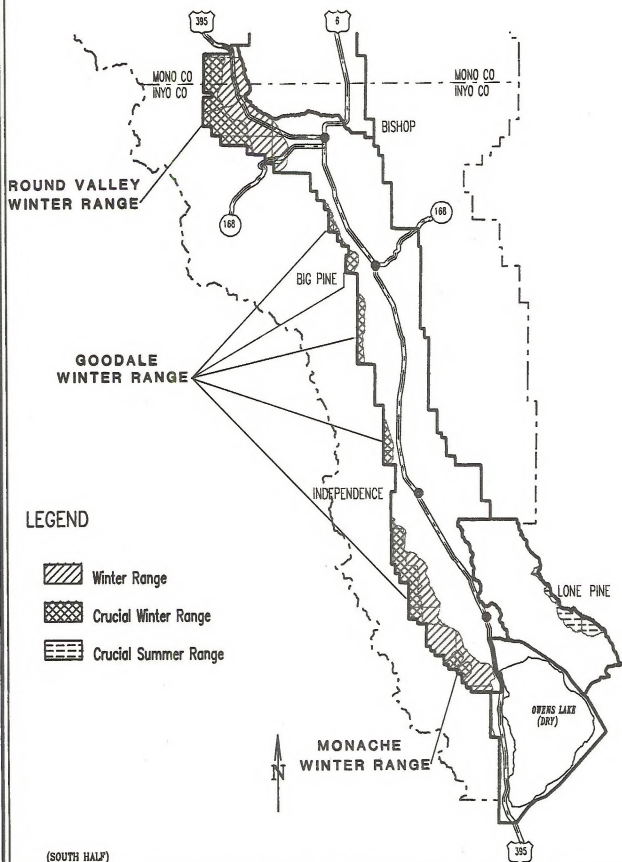 395
6
MONO CO
INYO CO
MONO CO
INYO CO
BISHOP
ROUND VALLEY
WINTER RANGE
168
168
BIG PINE
GOODALE
WINTER RANGE
INDEPENDENCE
LEGEND
Winter Range
Crucial Winter Range
Crucial Summer Range
LONE PINE
OWENS LAKE
(DRY)
N
MONACHE
WINTER RANGE
(SOUTH HALF)
395